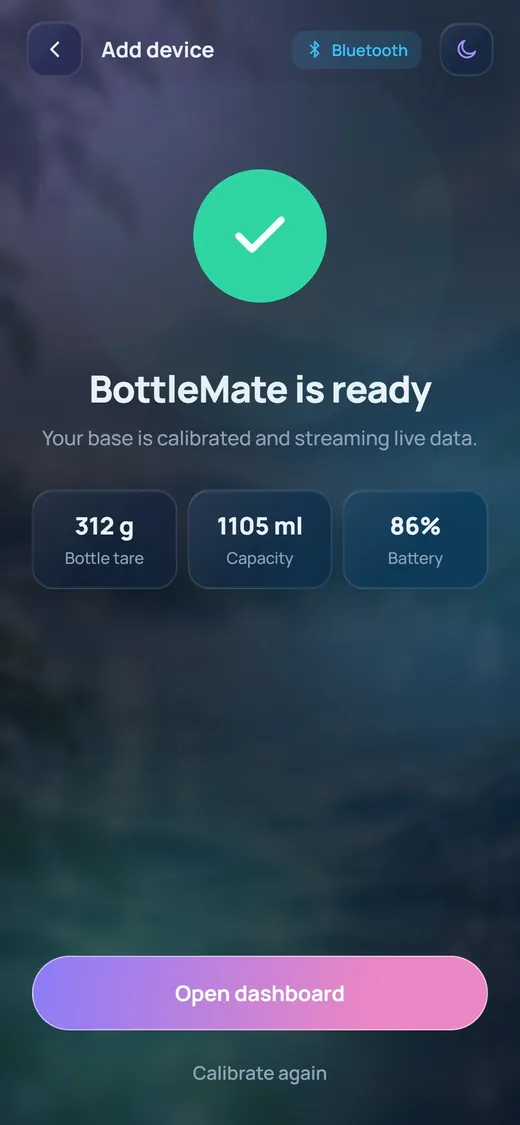 Add device
Bluetooth
BottleMate is ready
Your base is calibrated and streaming live data.
312 g
Bottle tare
1105 ml
Capacity
86%
Battery
Open dashboard
Calibrate again